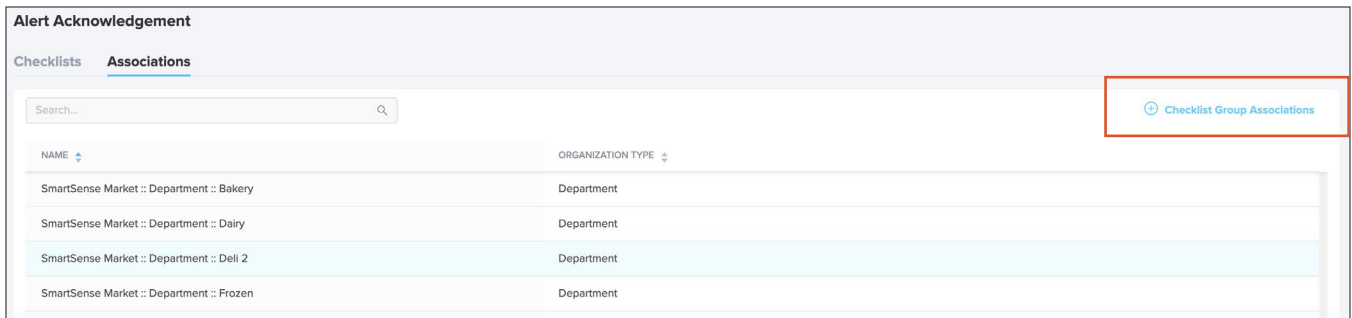 Alert Acknowledgement
Checklists Associations
Search... Checklist Group Associations
NAME ORGANIZATION TYPE
SmartSense Market :: Department :: Bakery Department
SmartSense Market :: Department :: Dairy Department
SmartSense Market :: Department :: Deli 2 Department
SmartSense Market :: Department :: Frozen Department